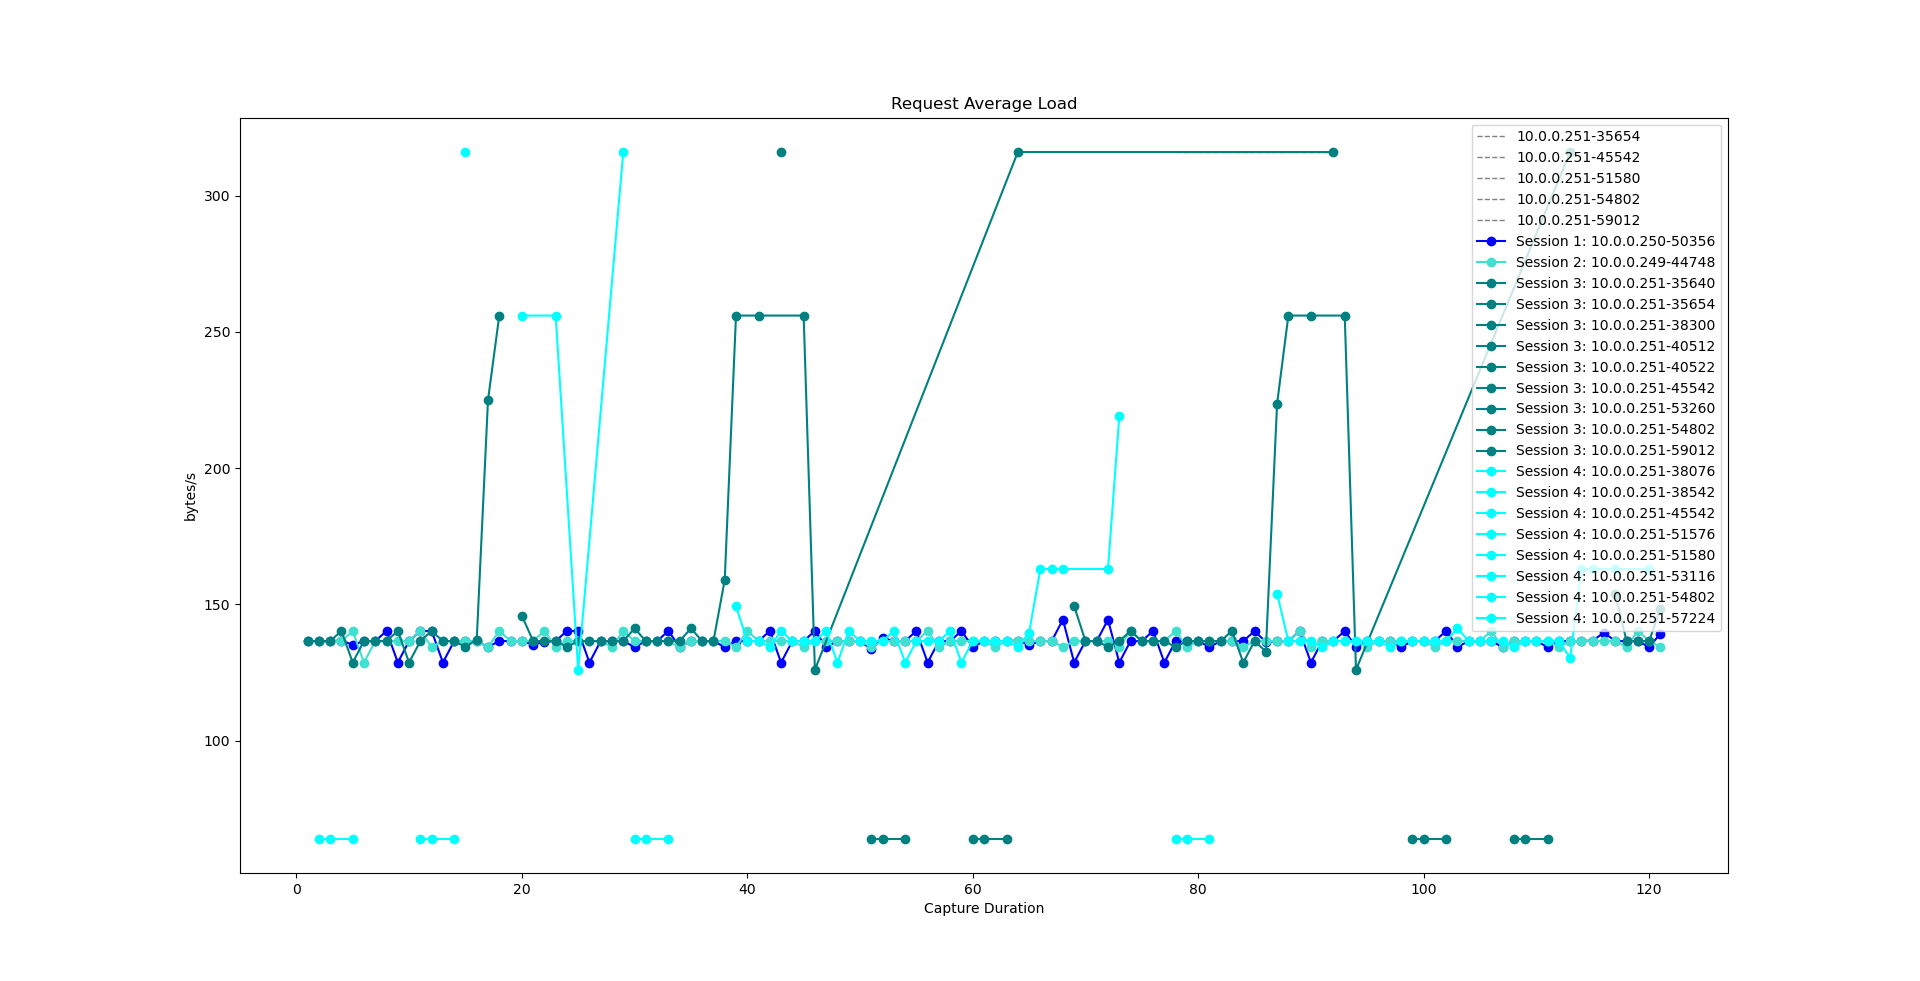 Request Average Load
bytes/s
300
250
200
150
100
0 20 40 60 80 100 120
Capture Duration
10.0.0.251-35654
10.0.0.251-45542
10.0.0.251-51580
10.0.0.251-54802
10.0.0.251-59012
Session 1: 10.0.0.250-50356
Session 2: 10.0.0.249-44748
Session 3: 10.0.0.251-35640
Session 3: 10.0.0.251-35654
Session 3: 10.0.0.251-38300
Session 3: 10.0.0.251-40512
Session 3: 10.0.0.251-40522
Session 3: 10.0.0.251-45542
Session 3: 10.0.0.251-53260
Session 3: 10.0.0.251-54802
Session 3: 10.0.0.251-59012
Session 4: 10.0.0.251-38076
Session 4: 10.0.0.251-38542
Session 4: 10.0.0.251-45542
Session 4: 10.0.0.251-51576
Session 4: 10.0.0.251-51580
Session 4: 10.0.0.251-53116
Session 4: 10.0.0.251-54802
Session 4: 10.0.0.251-57224